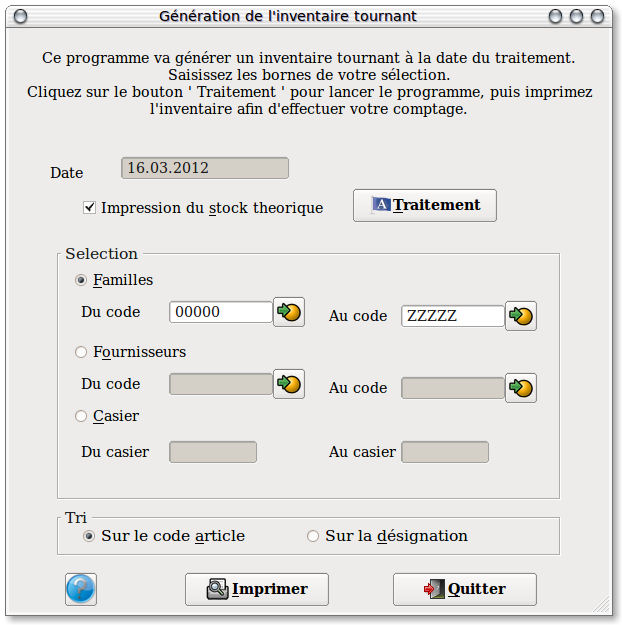 Génération de l'inventaire tournant
Ce programme va générer un inventaire tournant à la date du traitement.
Saisissez les bornes de votre sélection.
Cliquez sur le bouton ' Traitement ' pour lancer le programme, puis imprimez
l'inventaire afin d'effectuer votre comptage.
Date 16.03.2012
Impression du stock theorique A Traitement
Selection
Familles
Du code 00000 Au code ZZZZZ
Fournisseurs
Du code Au code
Casier
Du casier Au casier
Tri
Sur le code article Sur la désignation
? Imprimer Quitter